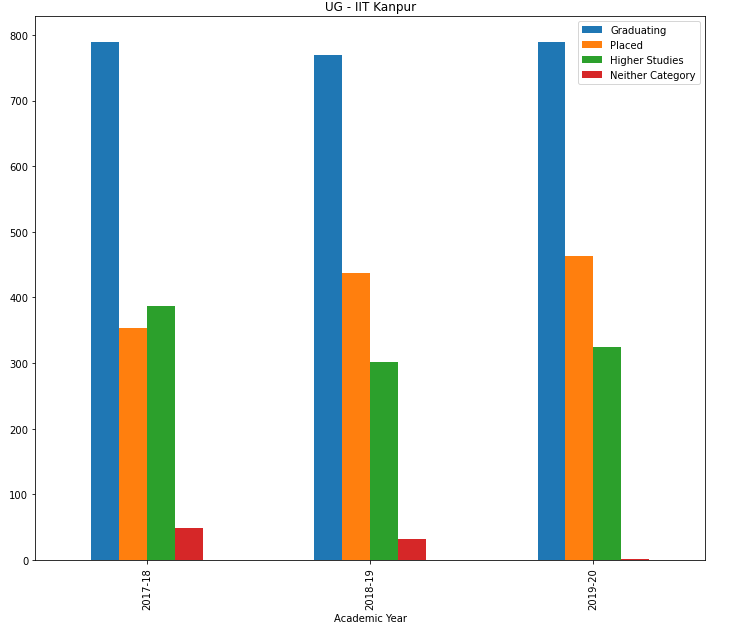 UG - IIT Kanpur
Graduating
Placed
Higher Studies
Neither Category
800
700
600
500
400
300
200
100
0
2017-18
2018-19
2019-20
Academic Year